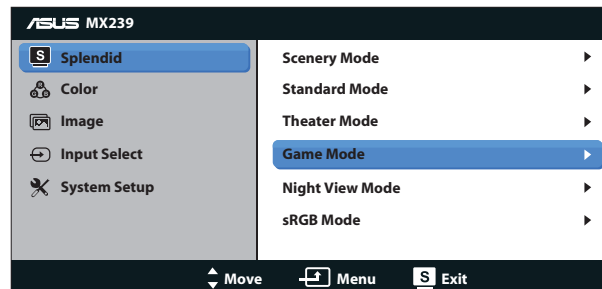 ASUS MX239
S Splendid
Color
Image
Input Select
System Setup
Scenery Mode
Standard Mode
Theater Mode
Game Mode
Night View Mode
sRGB Mode
Move Menu S Exit